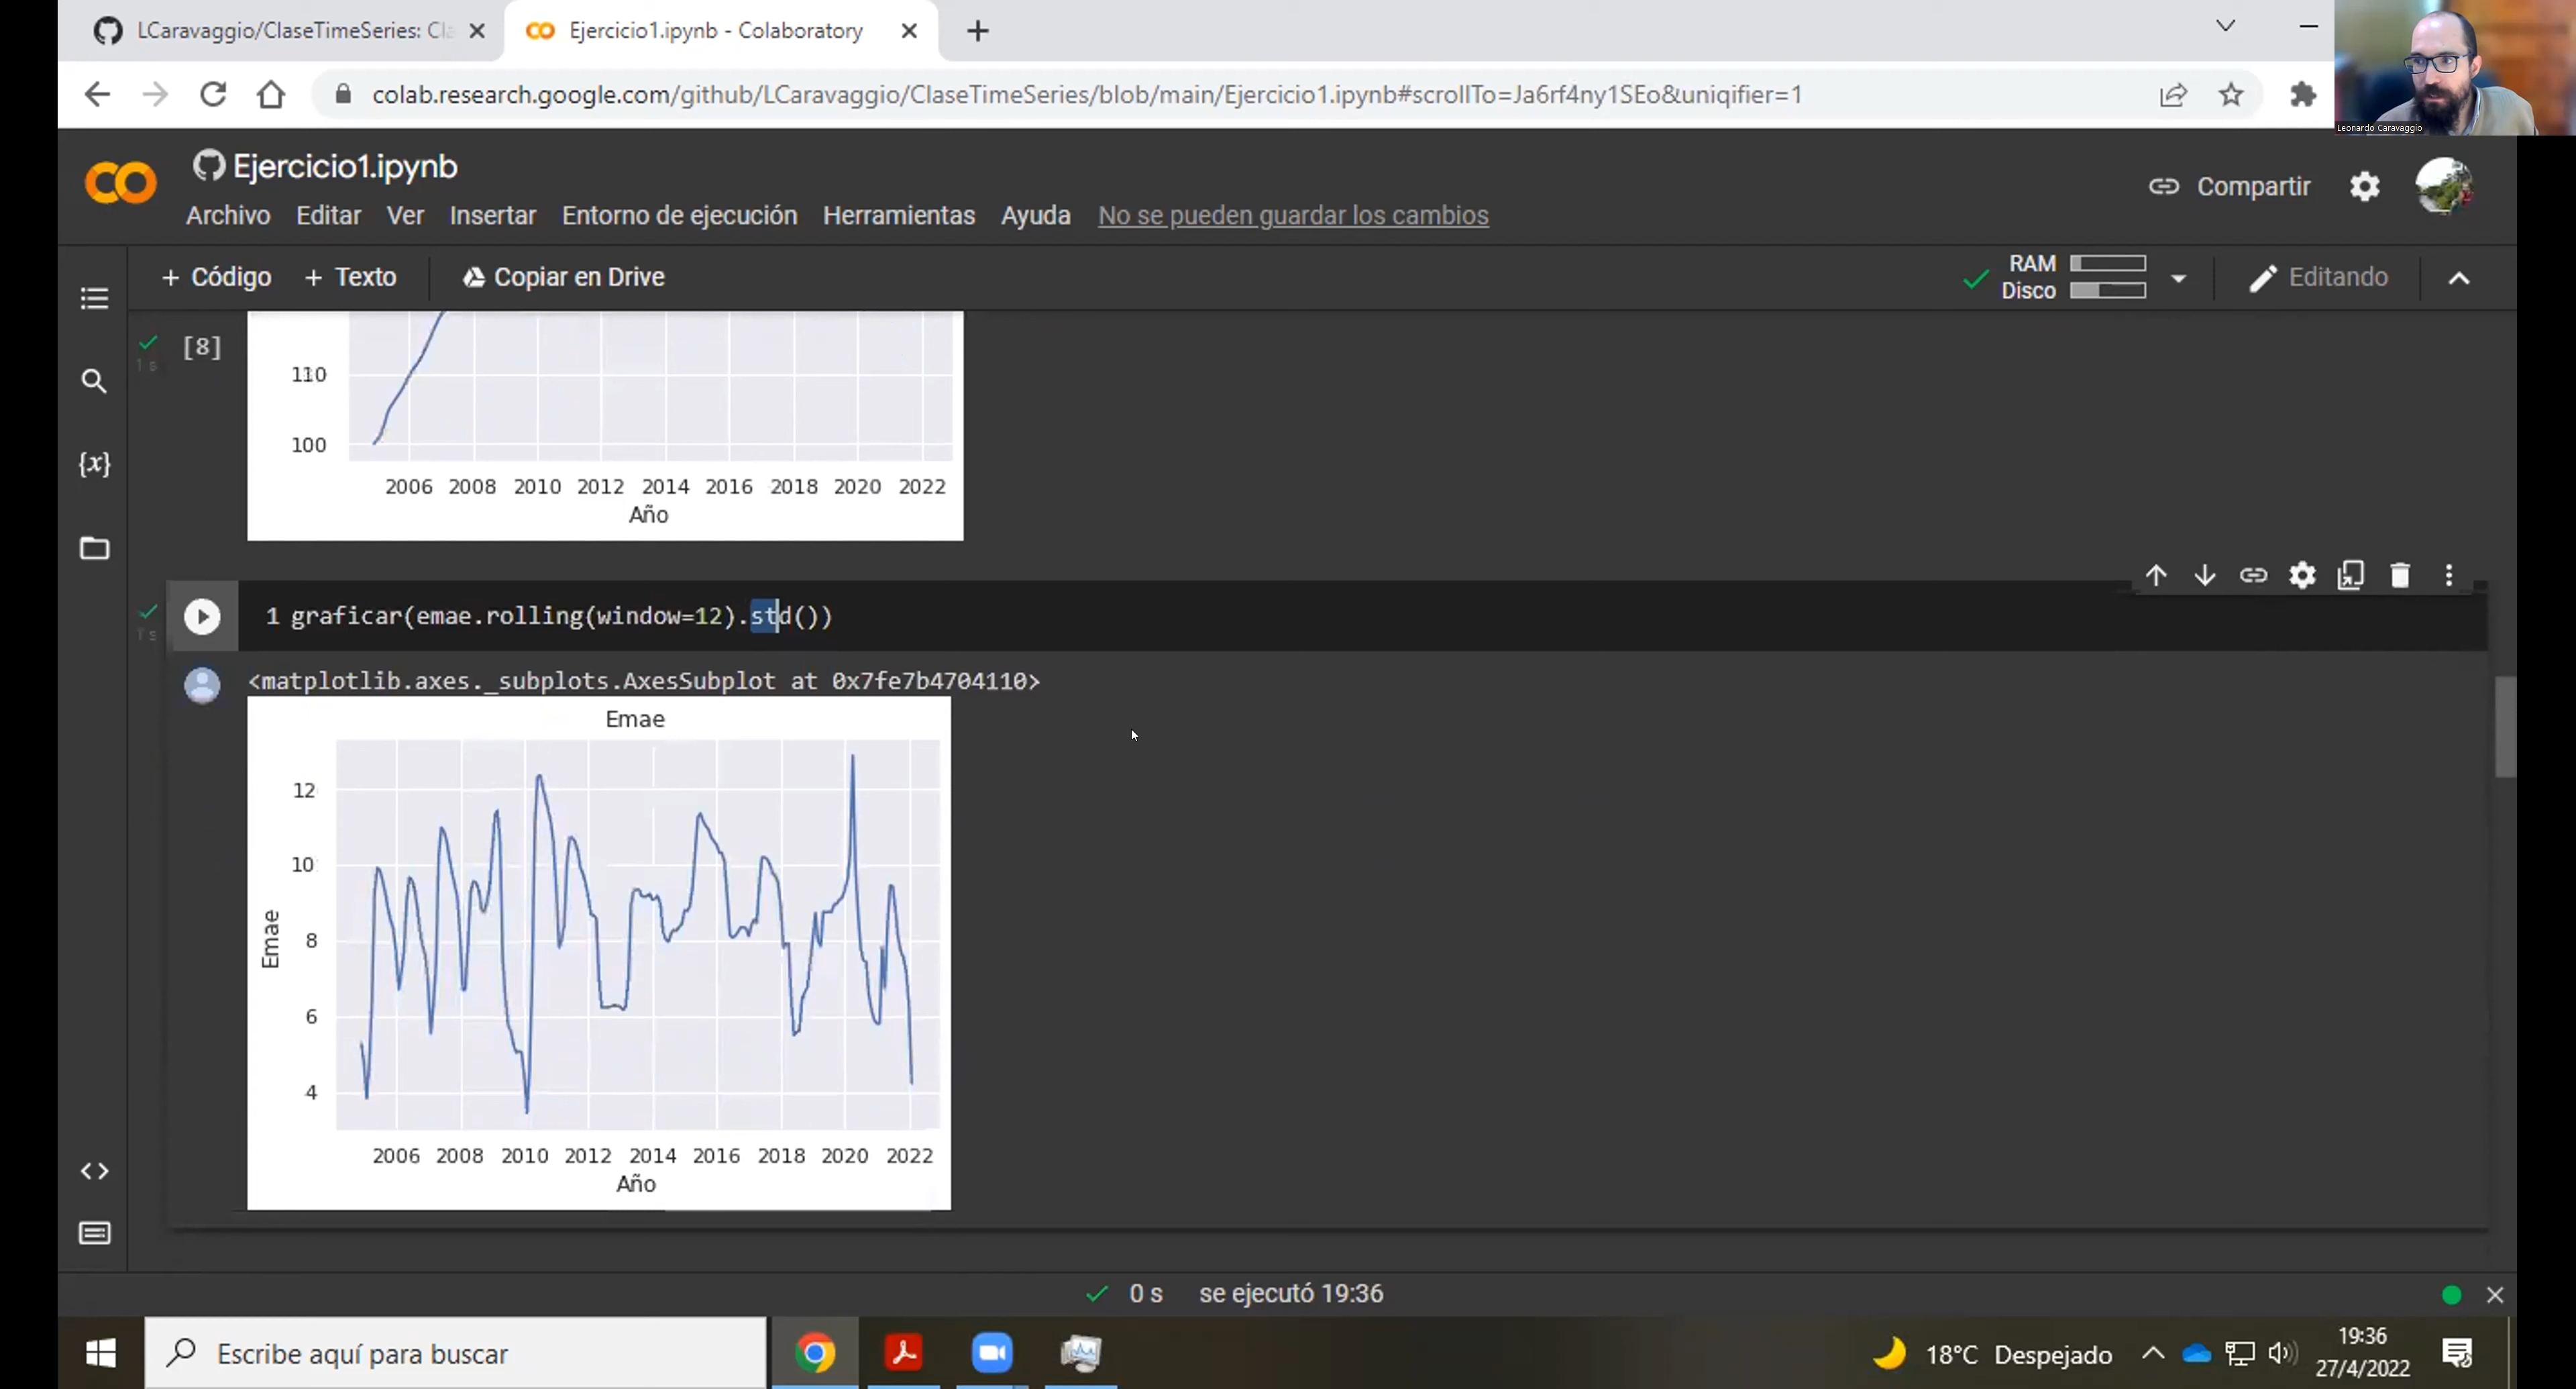 LCaravaggio/ClaseTimeSeries: Cla
Ejercicio1.ipynb - Colaboratory
colab.research.google.com/github/LCaravaggio/ClaseTimeSeries/blob/main/Ejercicio1.ipynb#scrollTo=Ja6rf4ny1SEo&uniqifier=1
Leonardo Caravaggio
Ejercicio1.ipynb
Compartir
Archivo Editar Ver Insertar Entorno de ejecución Herramientas Ayuda No se pueden guardar los cambios
+ Código + Texto Copiar en Drive
RAM
Disco
Editando
[8]
1 s
110
100
2006 2008 2010 2012 2014 2016 2018 2020 2022
Año
{x}
1 graficar(emae.rolling(window=12).std())
1 s
<matplotlib.axes._subplots.AxesSubplot at 0x7fe7b4704110>
Emae
12
10
8
6
4
Emae
2006 2008 2010 2012 2014 2016 2018 2020 2022
Año
0 s se ejecutó 19:36
Escribe aquí para buscar
18°C Despejado
19:36
27/4/2022